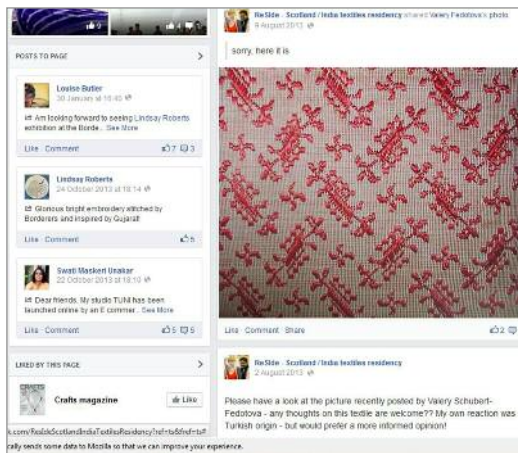 9
4
POSTS TO PAGE
Louise Butler
30 January at 10:40
Am looking forward to seeing Lindsay Roberts
exhibition at the Borde... See More
Like · Comment
7 3
Lindsay Roberts
24 October 2013 at 18:14
Glorious bright embroidery stitched by
Borderers and inspired by Gujarat!
Like · Comment
5
Swati Maskeri Unakar
22 October 2013 at 18:10
Dear friends, My studio TUNI has been
launched online by an E commer... See More
Like · Comment
5 5
LIKED BY THIS PAGE
CRAFTS
Crafts magazine
Like
k.com/ReSIdeScotlandIndiaTextilesResidency?ref=ts&fref=ts#
cally sends some data to Mozilla so that we can improve your experience.
ReSide - Scotland / India textiles residency shared Valery Fedotova's photo
9 August 2013
sorry, here it is
Like · Comment · Share
2
ReSide - Scotland / India textiles residency
2 August 2013
Please have a look at the picture recently posted by Valery Schubert-
Fedotova - any thoughts on this textile are welcome?? My own reaction was
Turkish origin - but would prefer a more informed opinion!